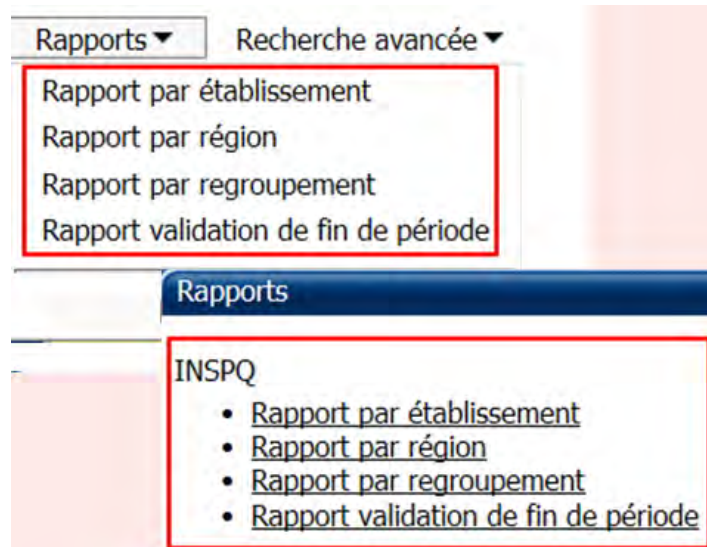 Rapports ▼ Recherche avancée ▼
Rapport par établissement
Rapport par région
Rapport par regroupement
Rapport validation de fin de période
Rapports
INSPQ
• Rapport par établissement
• Rapport par région
• Rapport par regroupement
• Rapport validation de fin de période